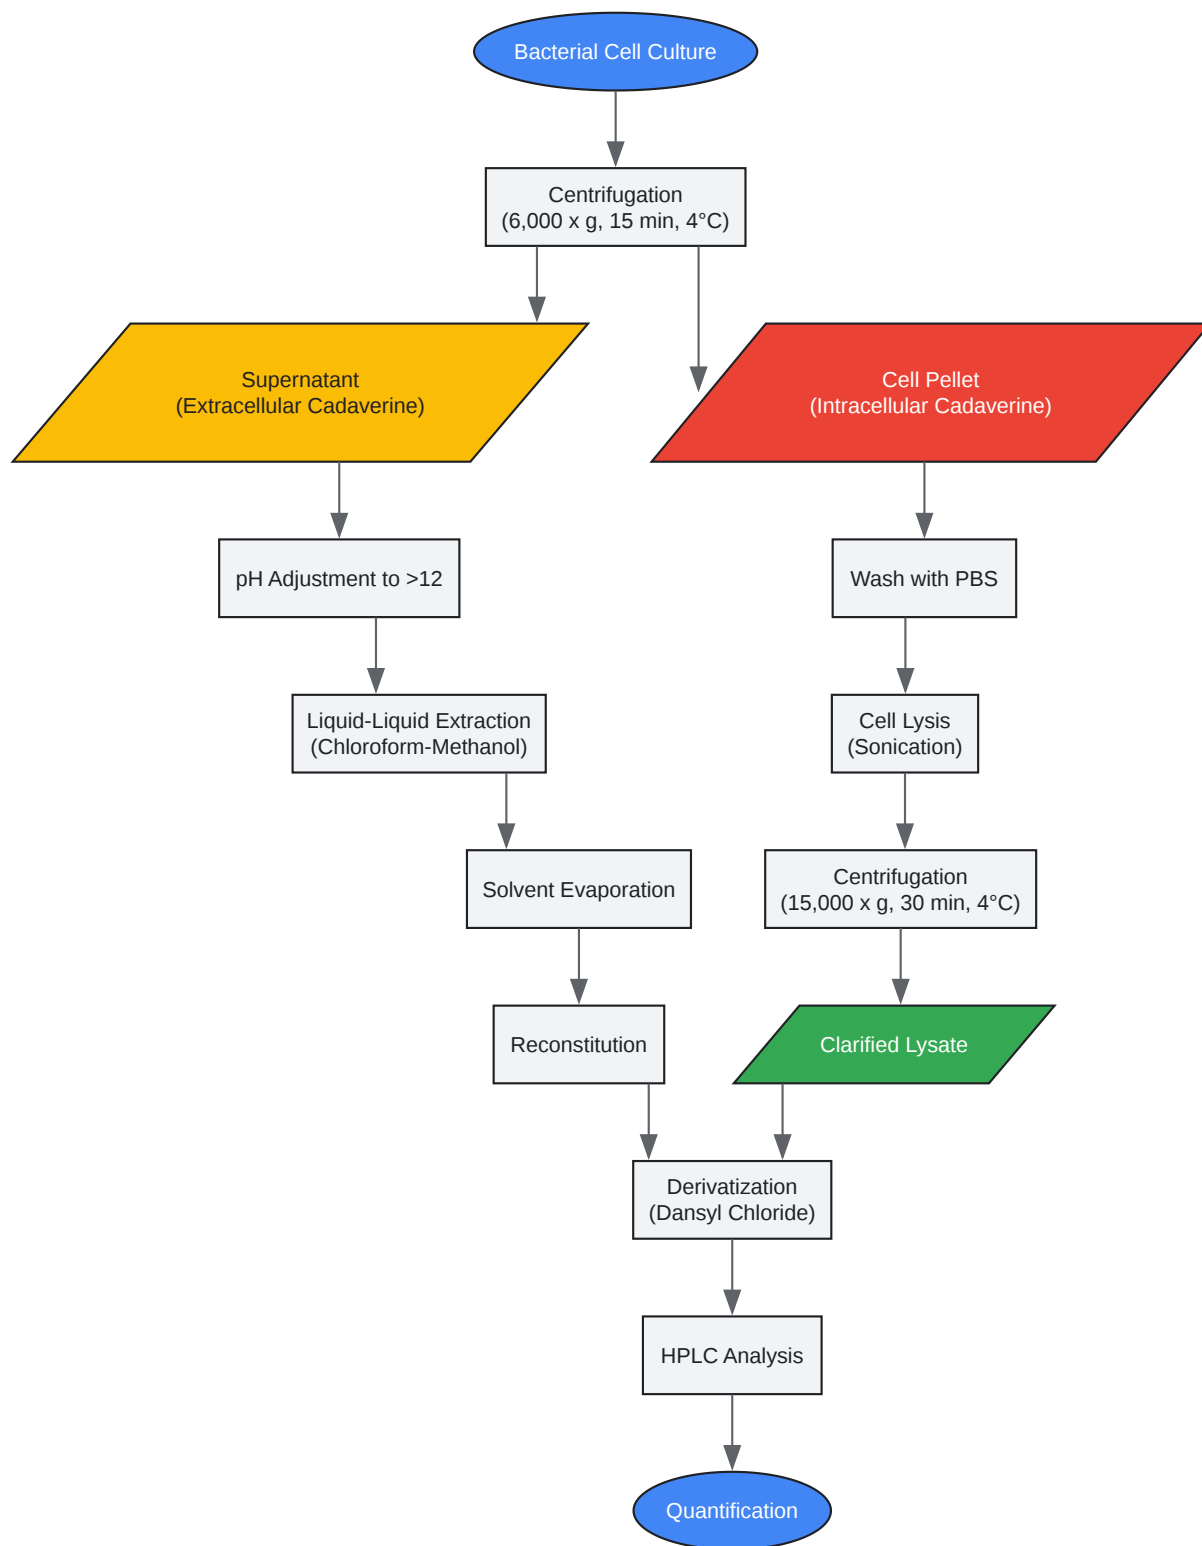 Bacterial Cell Culture
Centrifugation
(6,000 x g, 15 min, 4°C)
Supernatant
(Extracellular Cadaverine)
Cell Pellet
(Intracellular Cadaverine)
pH Adjustment to >12
Wash with PBS
Liquid-Liquid Extraction
(Chloroform-Methanol)
Cell Lysis
(Sonication)
Solvent Evaporation
Centrifugation
(15,000 x g, 30 min, 4°C)
Reconstitution
Clarified Lysate
Derivatization
(Dansyl Chloride)
HPLC Analysis
Quantification